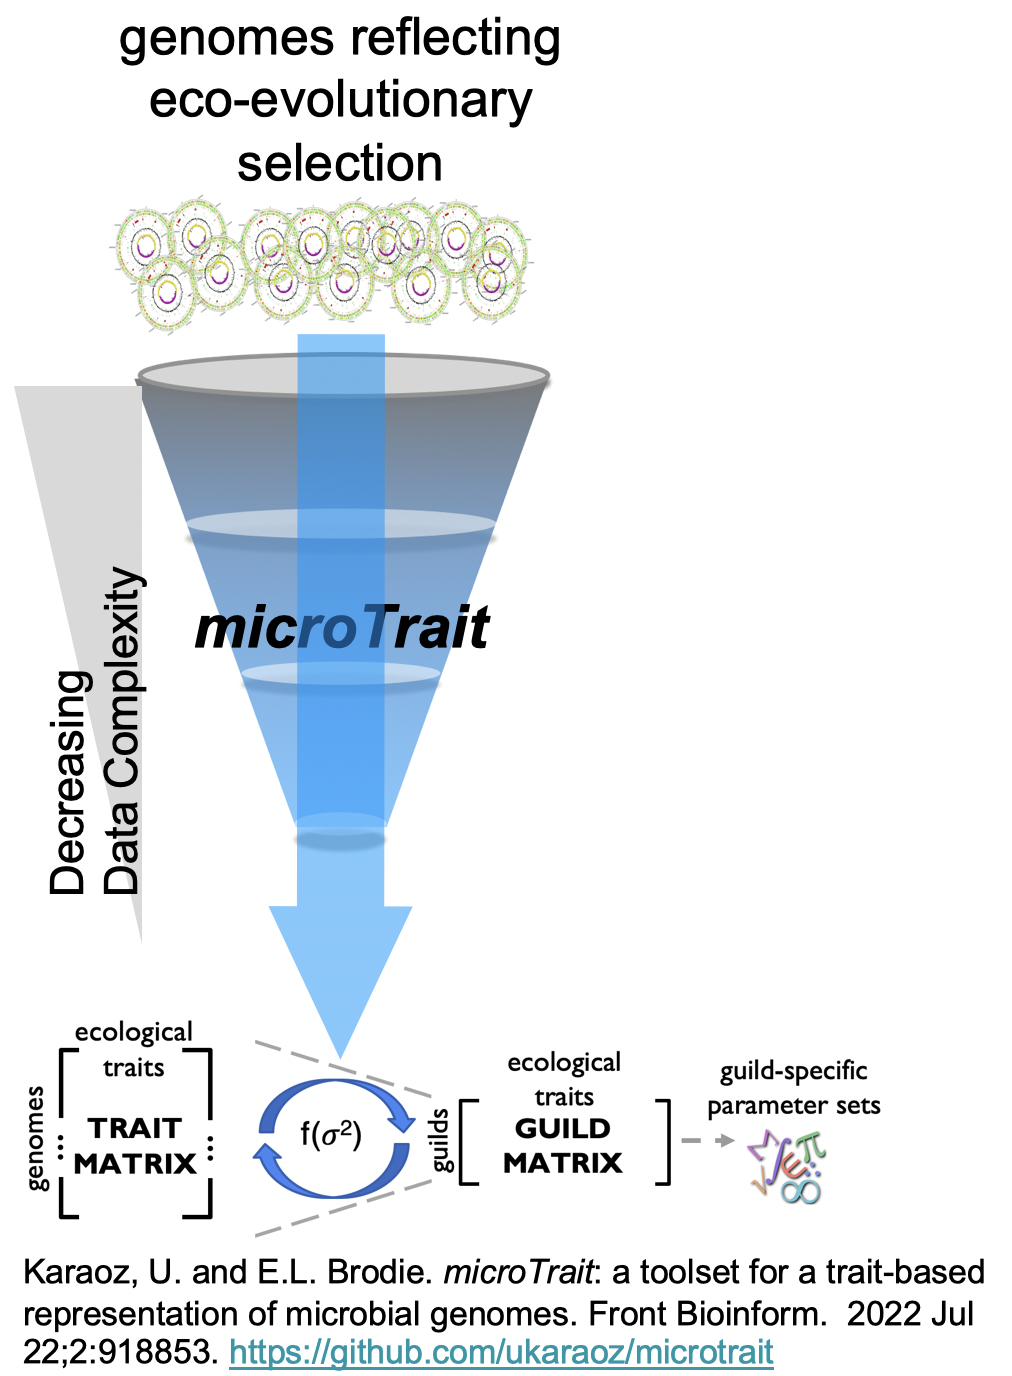 genomes reflecting
eco-evolutionary
selection
microTrait
Decreasing
Data Complexity
ecological
traits
genomes
...
TRAIT
MATRIX
...
f(σ²)
guilds
ecological
traits
GUILD
MATRIX
guild-specific
parameter sets
Karaoz, U. and E.L. Brodie. microTrait: a toolset for a trait-based
representation of microbial genomes. Front Bioinform.  2022 Jul
22;2:918853. https://github.com/ukaraoz/microtrait